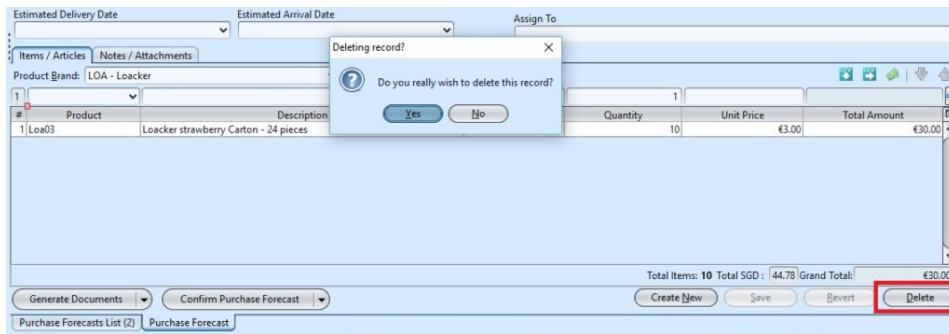 Estimated Delivery Date Estimated Arrival Date Assign To
Deleting record?
Items / Articles Notes / Attachments
Product Brand: LOA - Loacker
Do you really wish to delete this record?
Yes No
1 1
# Product Description Quantity Unit Price Total Amount
1 Loa03 Loacker strawberry Carton - 24 pieces 10 €3.00 €30.00
Total Items: 10 Total SGD : 44.78 Grand Total: €30.00
Generate Documents Confirm Purchase Forecast Create New Save Revert Delete
Purchase Forecasts List (2) Purchase Forecast